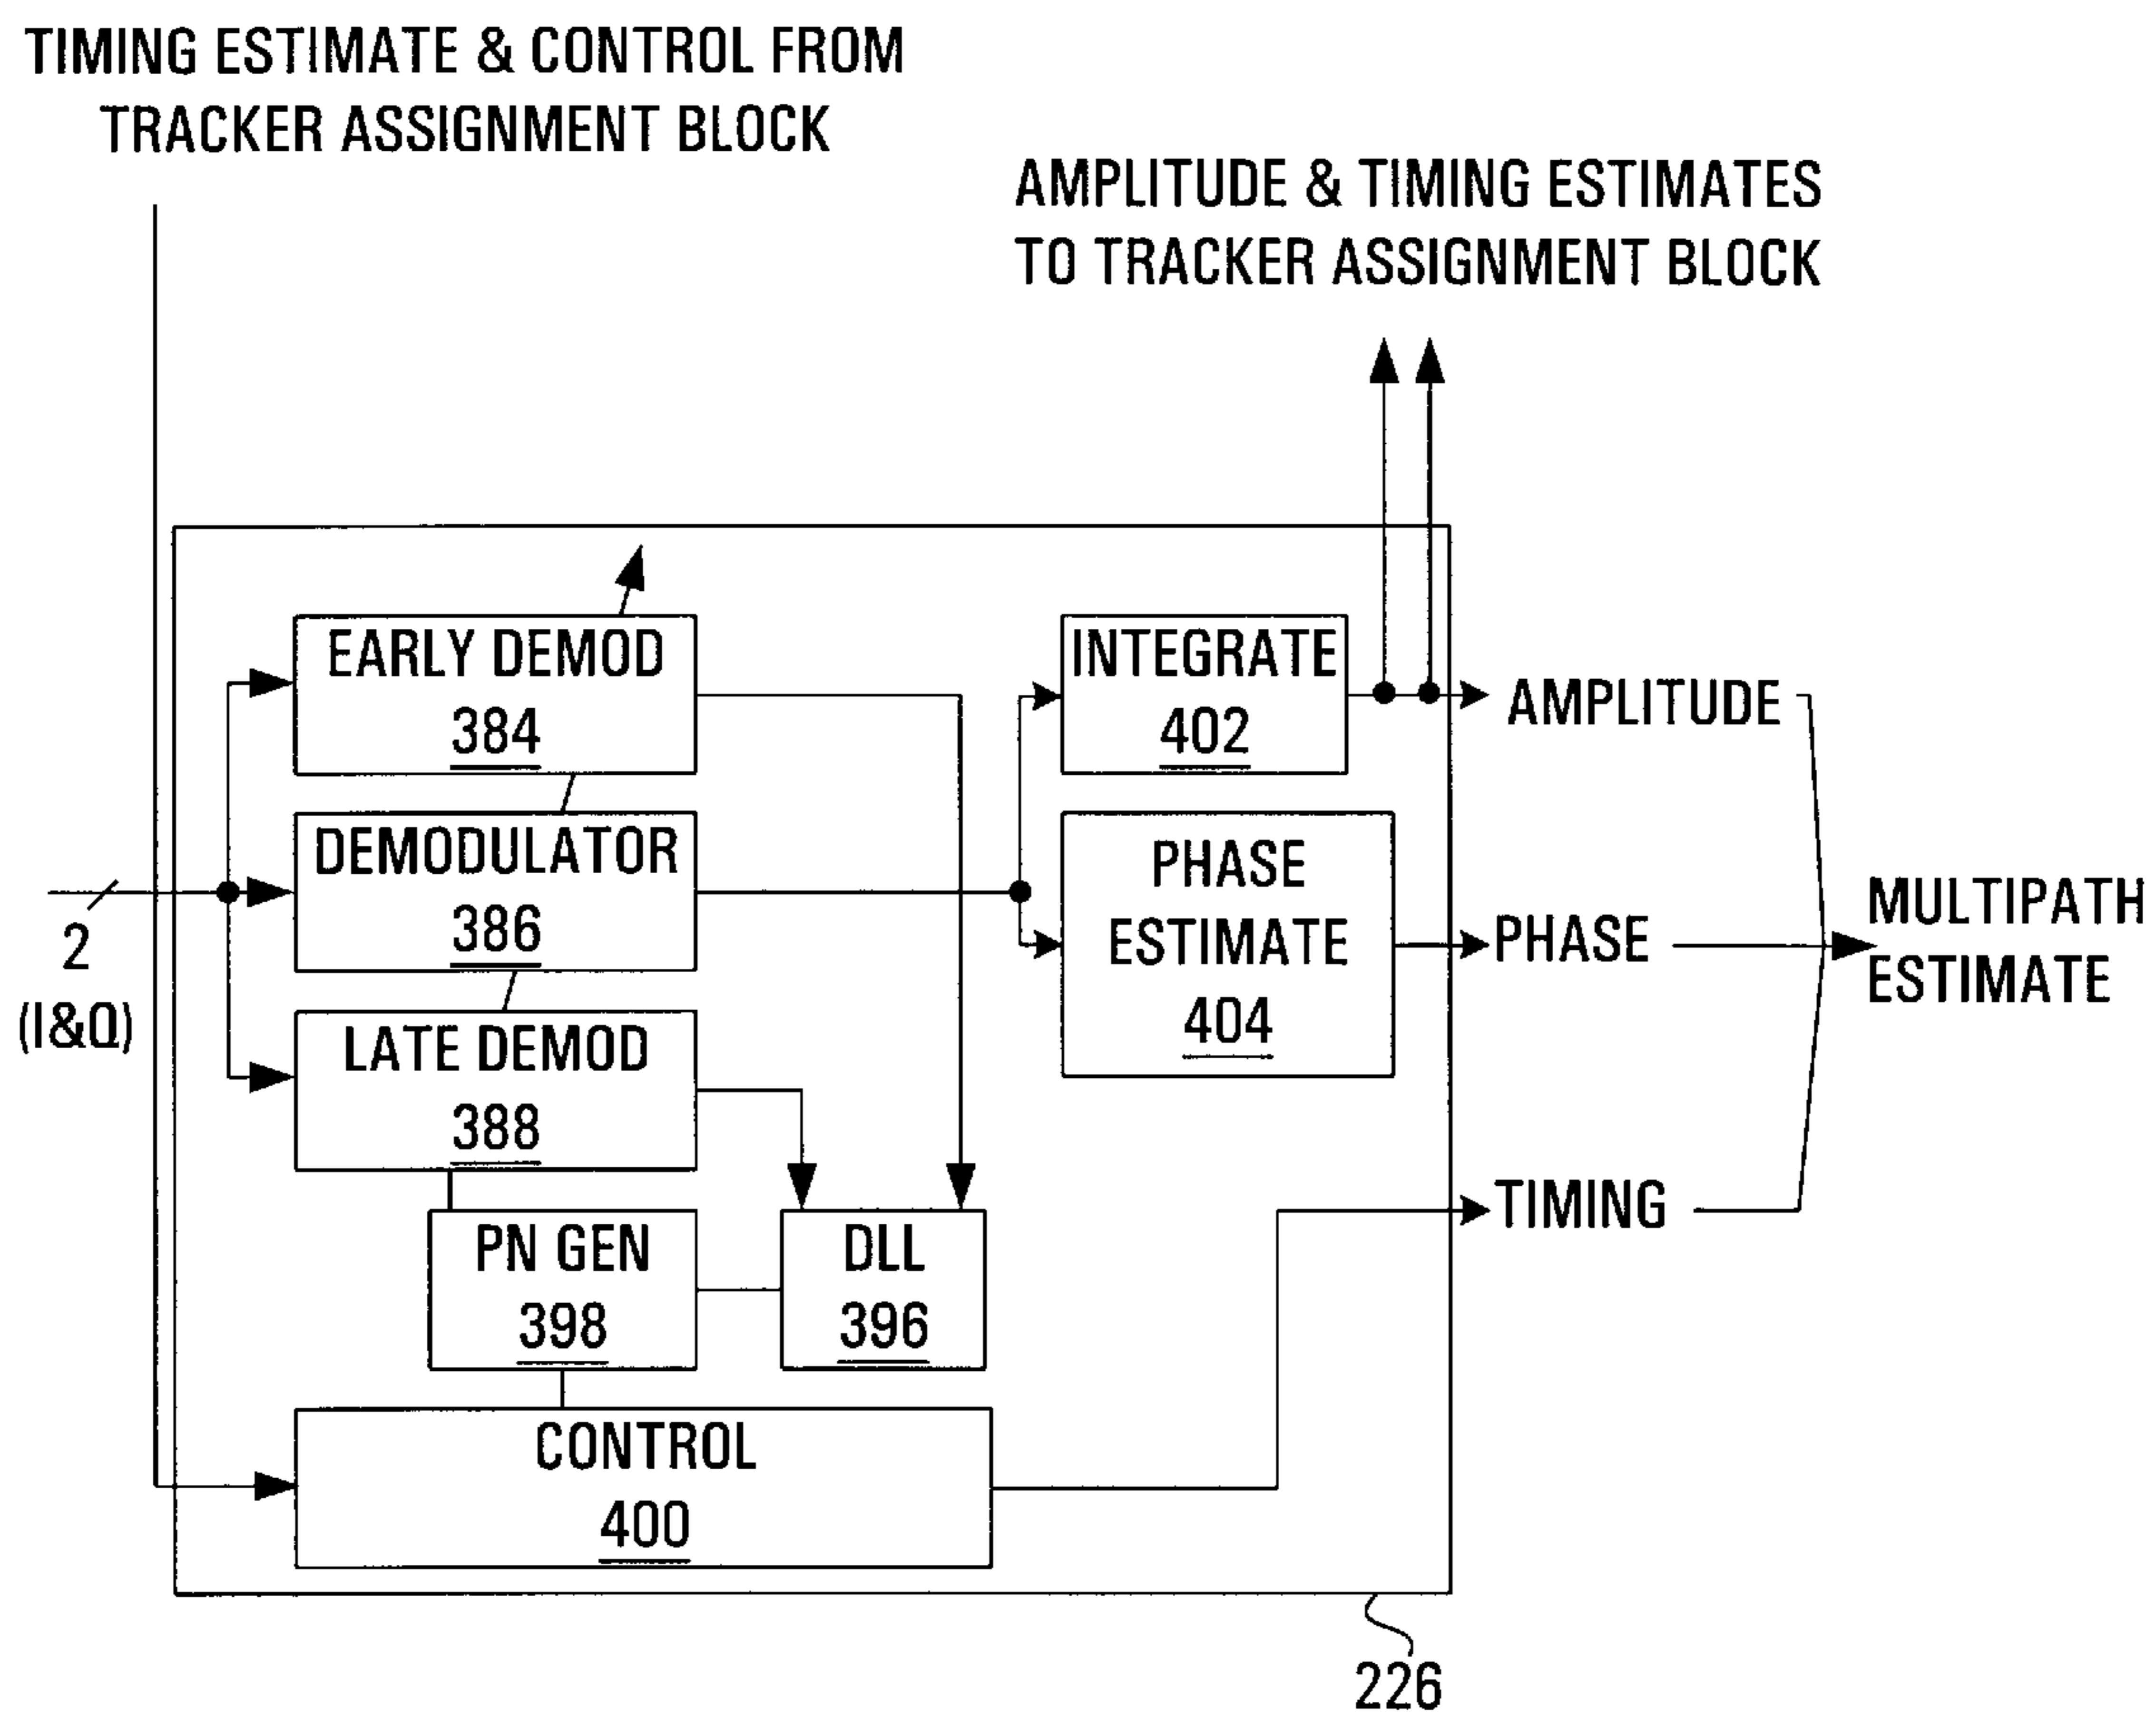 TIMING ESTIMATE & CONTROL FROM
TRACKER ASSIGNMENT BLOCK
AMPLITUDE & TIMING ESTIMATES
TO TRACKER ASSIGNMENT BLOCK
EARLY DEMOD
384
INTEGRATE
402
AMPLITUDE
DEMODULATOR
386
PHASE
ESTIMATE
404
2
(I&Q)
PHASE
MULTIPATH
ESTIMATE
LATE DEMOD
388
TIMING
PN GEN
398
DLL
396
CONTROL
400
226